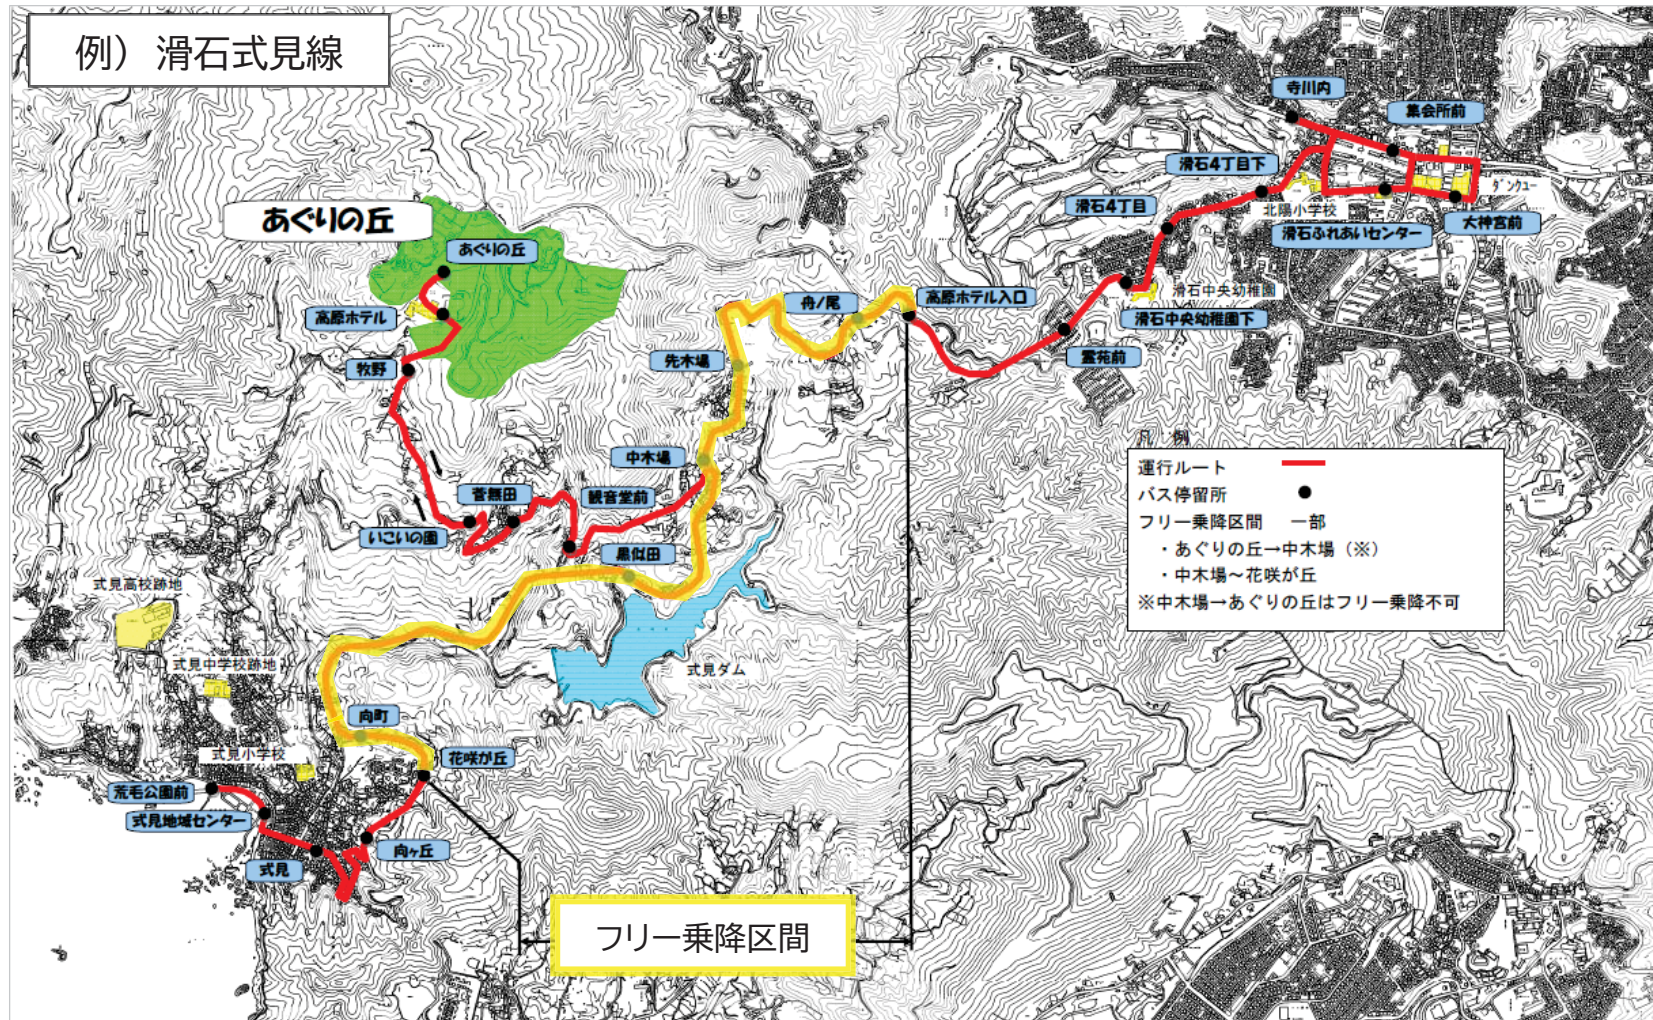 例） 滑石式見線
寺川内
集会所前
滑石4丁目下
ダンクュー
滑石4丁目
北陽小学校
大神宮前
滑石ふれあいセンター
あぐりの丘
あぐりの丘
滑石中央幼稚園
舟ノ尾
高原ホテル入口
高原ホテル
滑石中央幼稚園下
牧野
先木場
霊苑前
中木場
菅無田
観音堂前
いこいの園
黒似田
凡　例
運行ルート
バス停留所
フリー乗降区間　一部
・あぐりの丘→中木場（※）
・中木場～花咲が丘
※中木場→あぐりの丘はフリー乗降不可
式見高校跡地
式見中学校跡地
式見ダム
向町
式見小学校
花咲が丘
荒毛公園前
式見地域センター
向ヶ丘
式見
フリー乗降区間